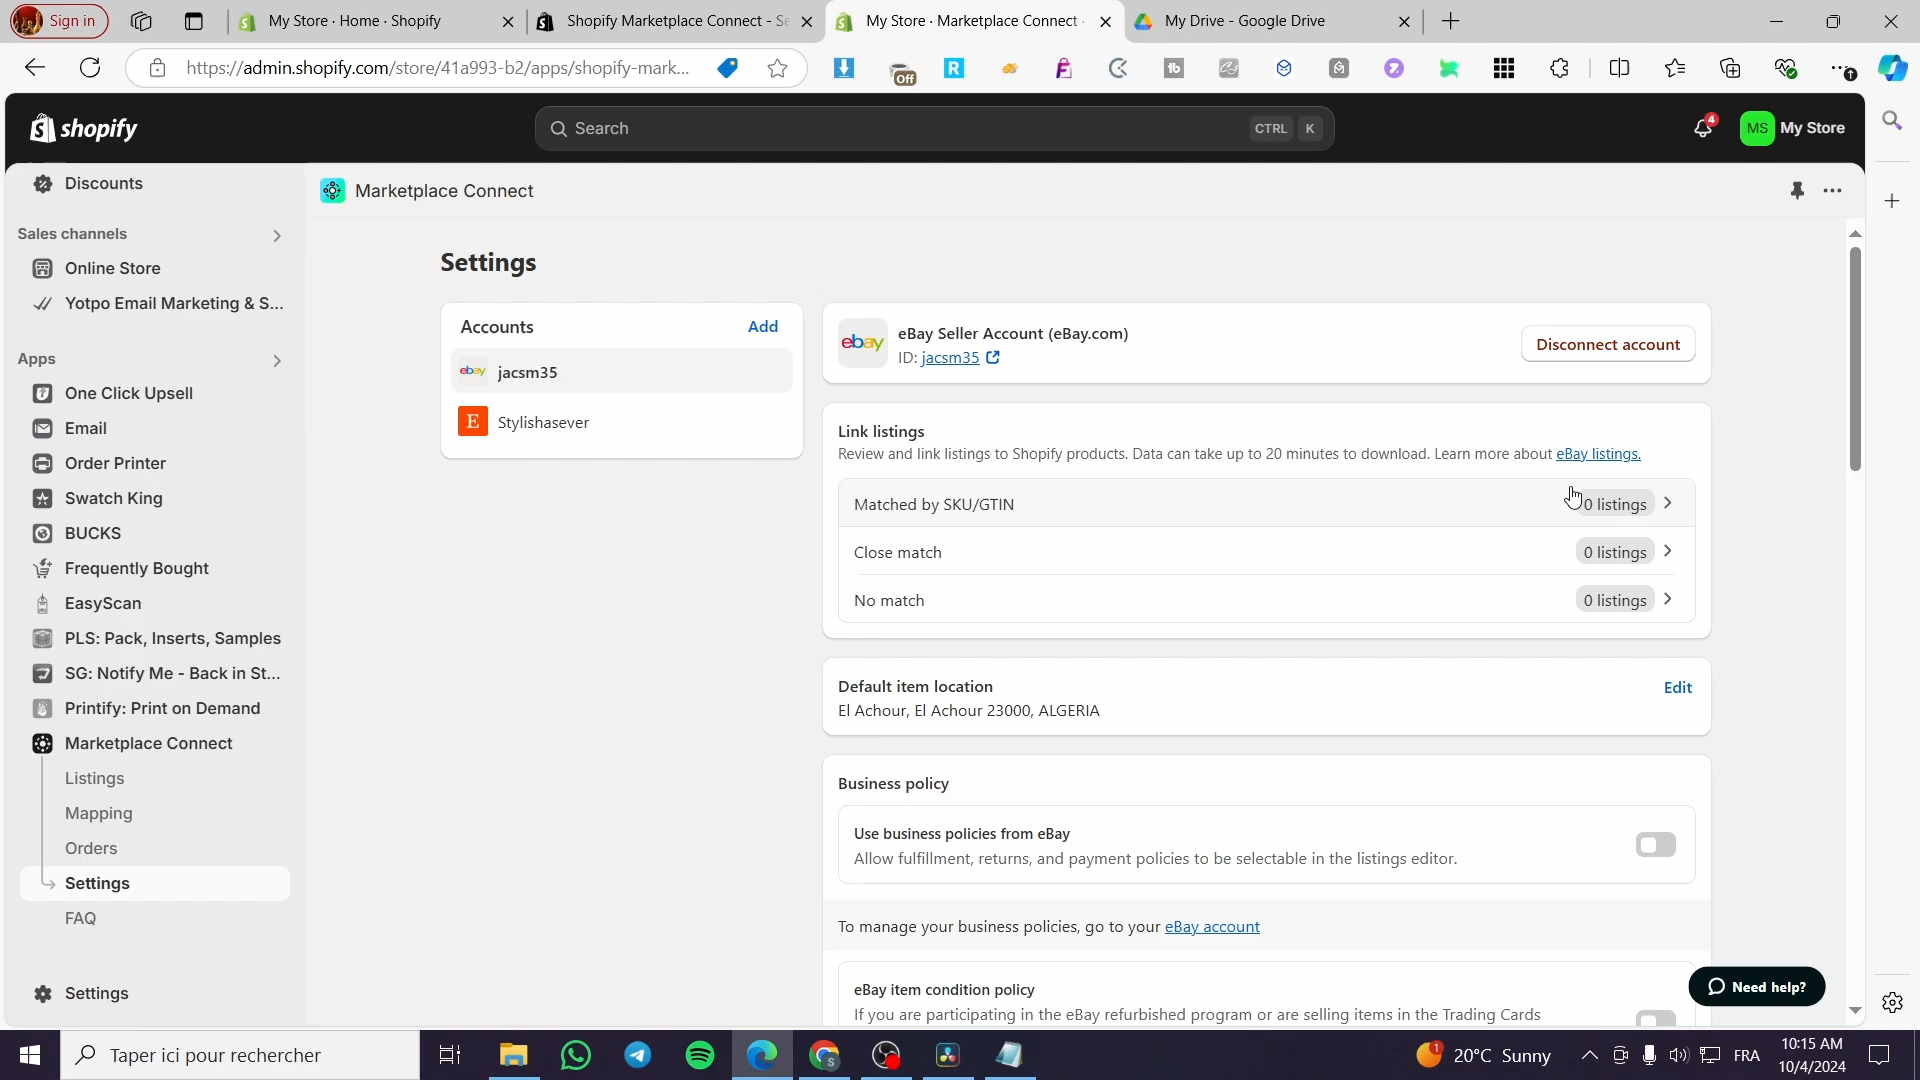 Sign in
My Store · Home · Shopify
Shopify Marketplace Connect - Se
My Store · Marketplace Connect ·
My Drive - Google Drive
https://admin.shopify.com/store/41a993-b2/apps/shopify-mark...
Off
shopify
Search
CTRL K
4
MS My Store
Discounts
Sales channels
Online Store
Yotpo Email Marketing & S...
Apps
One Click Upsell
Email
Order Printer
Swatch King
BUCKS
Frequently Bought
EasyScan
PLS: Pack, Inserts, Samples
SG: Notify Me - Back in St...
Printify: Print on Demand
Marketplace Connect
Listings
Mapping
Orders
Settings
FAQ
Settings
Marketplace Connect
Settings
Accounts
Add
ebay jacsm35
E Stylishasever
ebay
eBay Seller Account (eBay.com)
ID: jacsm35
Disconnect account
Link listings
Review and link listings to Shopify products. Data can take up to 20 minutes to download. Learn more about eBay listings.
Matched by SKU/GTIN 0 listings
Close match 0 listings
No match 0 listings
Default item location
Edit
El Achour, El Achour 23000, ALGERIA
Business policy
Use business policies from eBay
Allow fulfillment, returns, and payment policies to be selectable in the listings editor.
To manage your business policies, go to your eBay account
eBay item condition policy
If you are participating in the eBay refurbished program or are selling items in the Trading Cards
Need help?
Taper ici pour rechercher
1
20°C Sunny
FRA
10:15 AM
10/4/2024